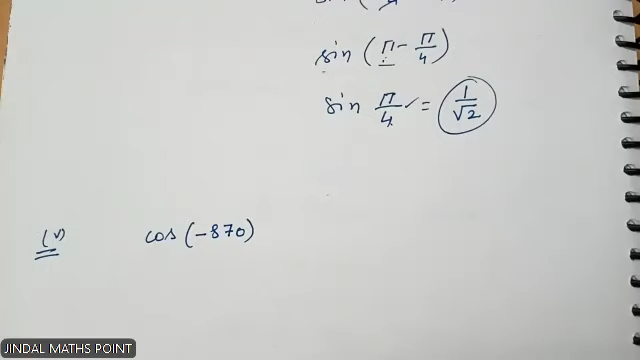 sin (π - π/4)
sin π/4 ✓ = 1/√2
(v) cos (-870)
JINDAL MATHS POINT